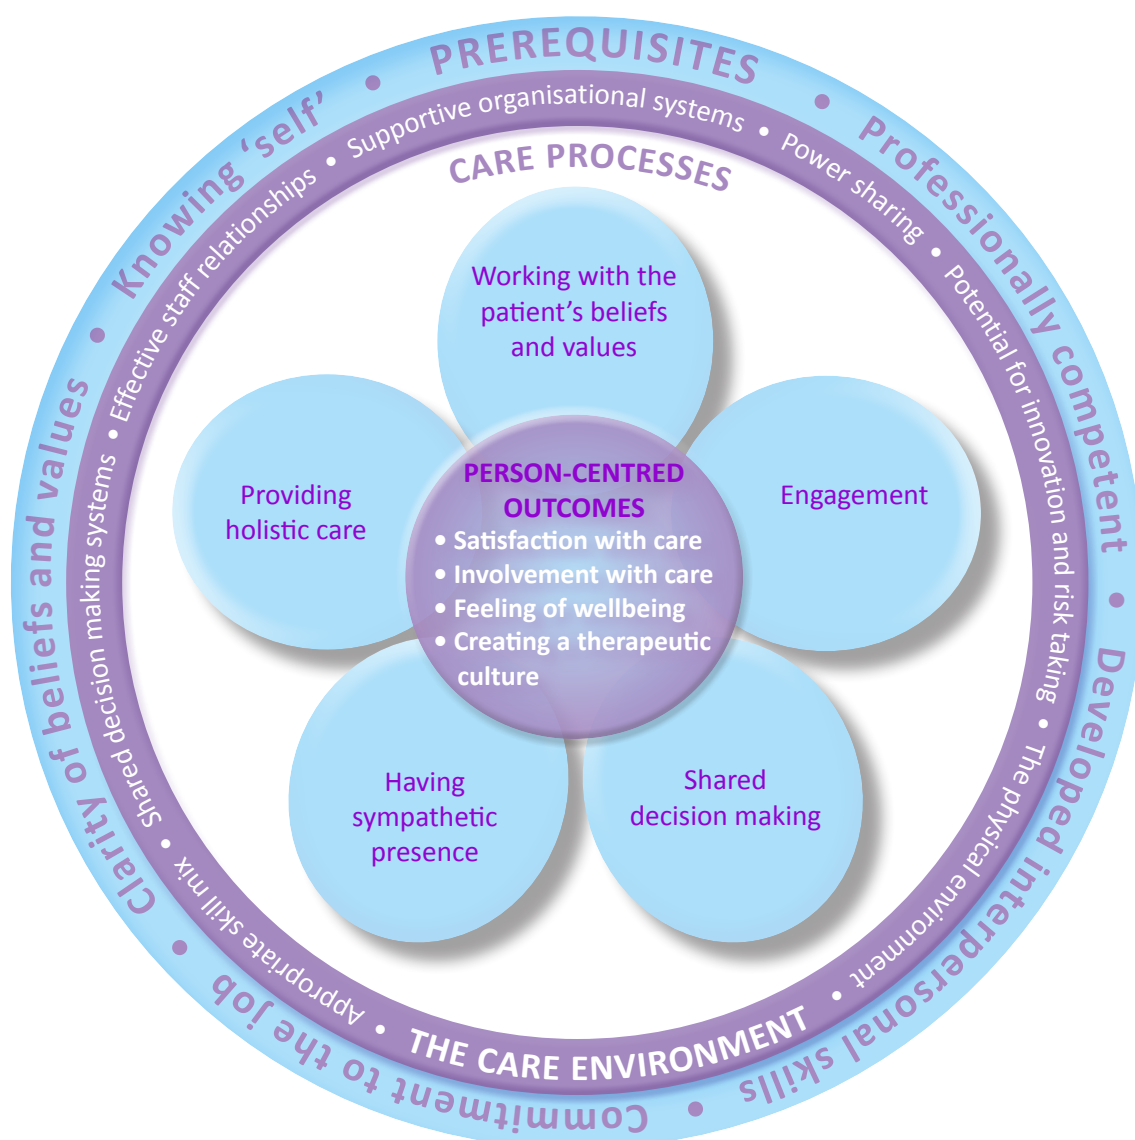 PREREQUISITES • Professionally competent • Developed interpersonal skills • Commitment to the job • Clarity of beliefs and values • Knowing ‘self’ •
THE CARE ENVIRONMENT • Appropriate skill mix • Shared decision making systems • Effective staff relationships • Supportive organisational systems • Power sharing • Potential for innovation and risk taking • The physical environment •
CARE PROCESSES
Working with the
patient’s beliefs
and values
Engagement
Shared
decision making
Having
sympathetic
presence
Providing
holistic care
PERSON-CENTRED
OUTCOMES
• Satisfaction with care
• Involvement with care
• Feeling of wellbeing
• Creating a therapeutic
culture